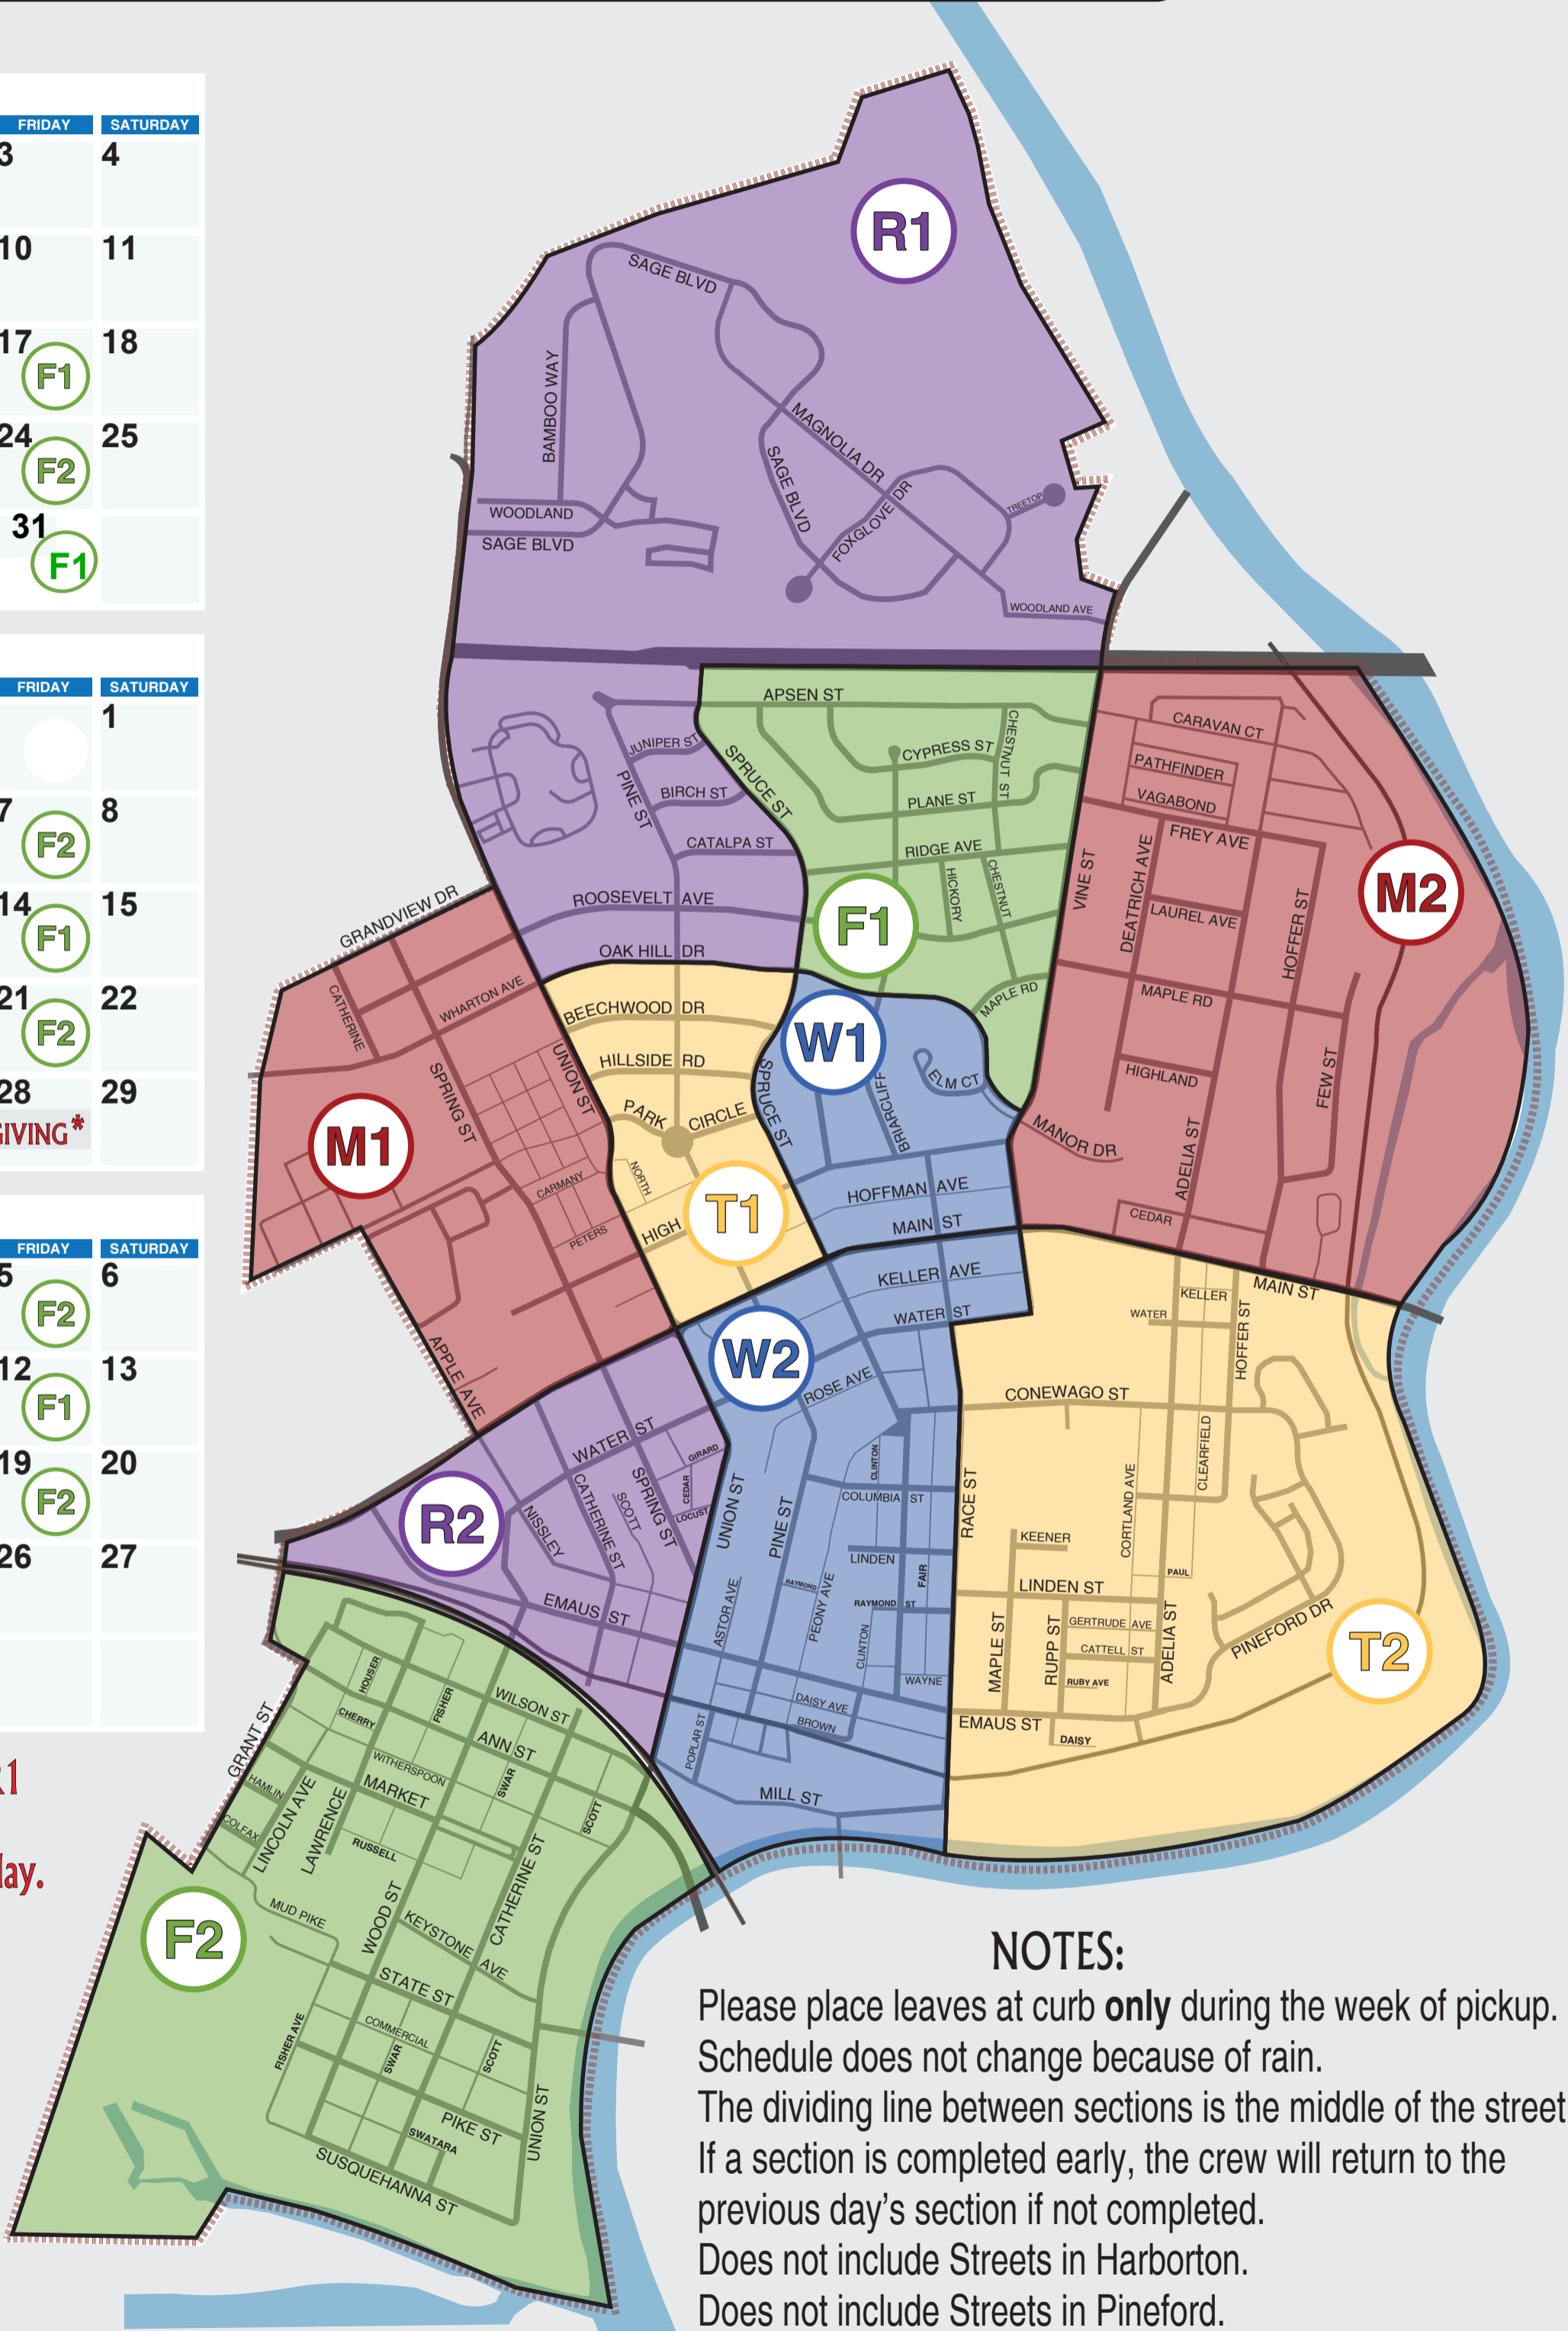 FRIDAY SATURDAY
3 4
10 11
17 F1 18
24 F2 25
31 F1
FRIDAY SATURDAY
1
7 F2 8
14 F1 15
21 F2 22
28 29
GIVING*
FRIDAY SATURDAY
5 F2 6
12 F1 13
19 F2 20
26 27
R1
lay.
R1
SAGE BLVD
BAMBOO WAY
MAGNOLIA DR
SAGE BLVD
FOXGLOVE DR
TREETOP
WOODLAND
SAGE BLVD
WOODLAND AVE
APSEN ST
JUNIPER ST
PINE ST
BIRCH ST
CATALPA ST
ROOSEVELT AVE
OAK HILL DR
SPRUCE ST
CYPRESS ST
CHESTNUT ST
PLANE ST
RIDGE AVE
HICKORY
CHESTNUT
F1
MAPLE RD
CARAVAN CT
PATHFINDER
VAGABOND
FREY AVE
VINE ST
DEATRICH AVE
LAUREL AVE
HOFFER ST
M2
MAPLE RD
HIGHLAND
FEW ST
MANOR DR
ADELIA ST
CEDAR
GRANDVIEW DR
CATHERINE
WHARTON AVE
SPRING ST
UNION ST
M1
CARMANY
PETERS
APPLE AVE
BEECHWOOD DR
HILLSIDE RD
PARK CIRCLE
NORTH
HIGH
T1
SPRUCE ST
W1
BRIARCLIFF
ELM CT
HOFFMAN AVE
MAIN ST
KELLER AVE
WATER ST
W2
ROSE AVE
CLINTON
COLUMBIA ST
UNION ST
PINE ST
LINDEN
FAIR
RAYMOND
RAYMOND ST
PEONY AVE
ASTOR AVE
CLINTON
WAYNE
DAISY AVE
BROWN
POPLAR ST
MILL ST
MAIN ST
KELLER
WATER
HOFFER ST
CONEWAGO ST
RACE ST
CORTLAND AVE
CLEARFIELD
KEENER
LINDEN ST
PAUL
GERTRUDE AVE
CATTELL ST
RUBY AVE
MAPLE ST
RUPP ST
ADELIA ST
PINEFORD DR
T2
EMAUS ST
DAISY
WATER ST
GIRARD
CEDAR
LOCUST
SPRING ST
SCOTT
CATHERINE ST
NISSLEY
R2
EMAUS ST
HOUSER
CHERRY
FISHER
WILSON ST
ANN ST
GRANT ST
WITHERSPOON
HAMLIN
COLFAX
LINCOLN AVE
LAWRENCE
MARKET
SWAR
SCOTT
RUSSELL
MUD PIKE
WOOD ST
CATHERINE ST
KEYSTONE AVE
F2
STATE ST
COMMERCIAL
FISHER AVE
SWAR
SCOTT
PIKE ST
SWATARA
UNION ST
SUSQUEHANNA ST
NOTES:
Please place leaves at curb only during the week of pickup.
Schedule does not change because of rain.
The dividing line between sections is the middle of the street
If a section is completed early, the crew will return to the
previous day's section if not completed.
Does not include Streets in Harborton.
Does not include Streets in Pineford.